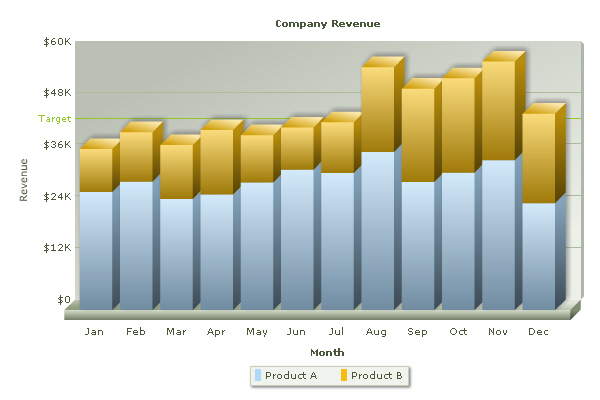 Company Revenue
$60K
$48K
Target
$36K
$24K
$12K
$0
Revenue
Jan Feb Mar Apr May Jun Jul Aug Sep Oct Nov Dec
Month
Product A Product B